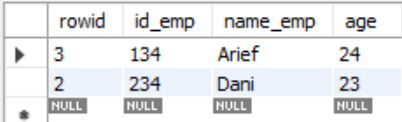 rowid id_emp name_emp age
3 134 Arief 24
2 234 Dani 23
NULL NULL NULL NULL